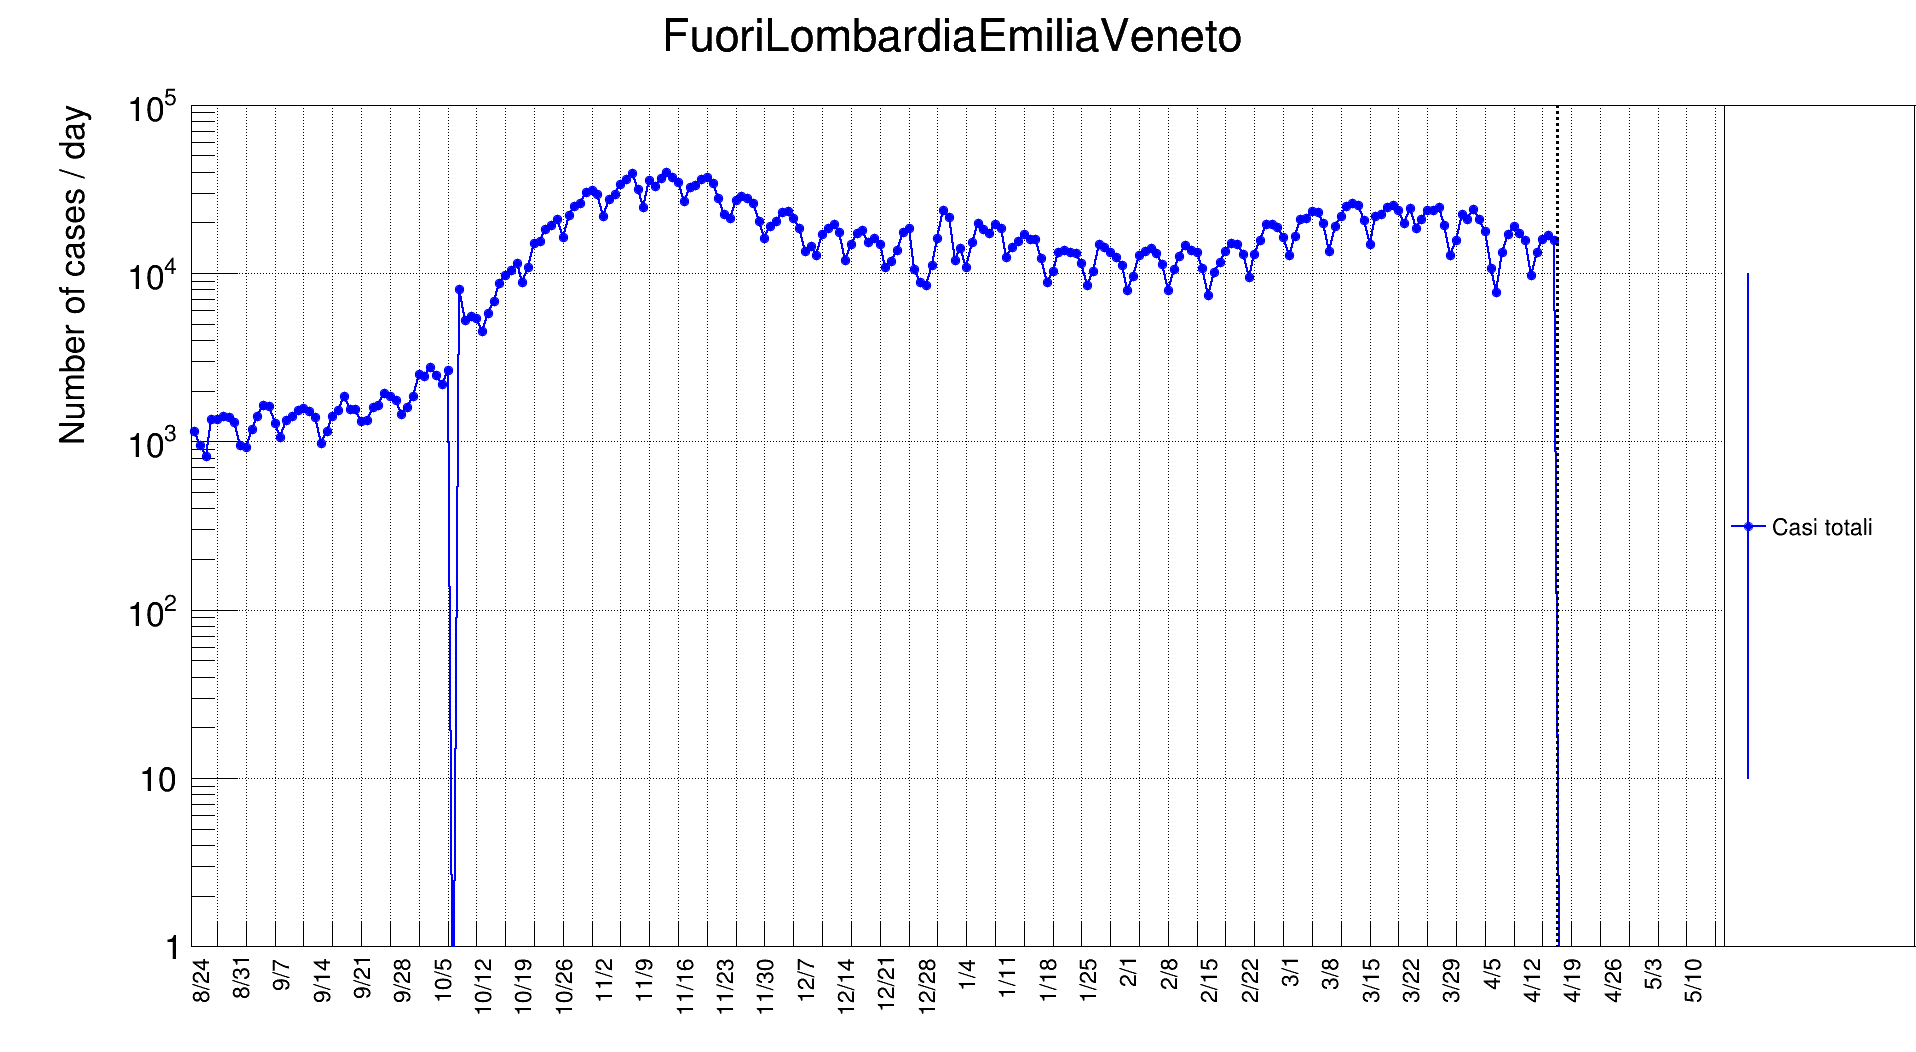 FuoriLombardiaEmiliaVeneto
Number of cases / day
10^5
10^4
10^3
10^2
10
1
8/24 8/31 9/7 9/14 9/21 9/28 10/5 10/12 10/19 10/26 11/2 11/9 11/16 11/23 11/30 12/7 12/14 12/21 12/28 1/4 1/11 1/18 1/25 2/1 2/8 2/15 2/22 3/1 3/8 3/15 3/22 3/29 4/5 4/12 4/19 4/26 5/3 5/10
Casi totali